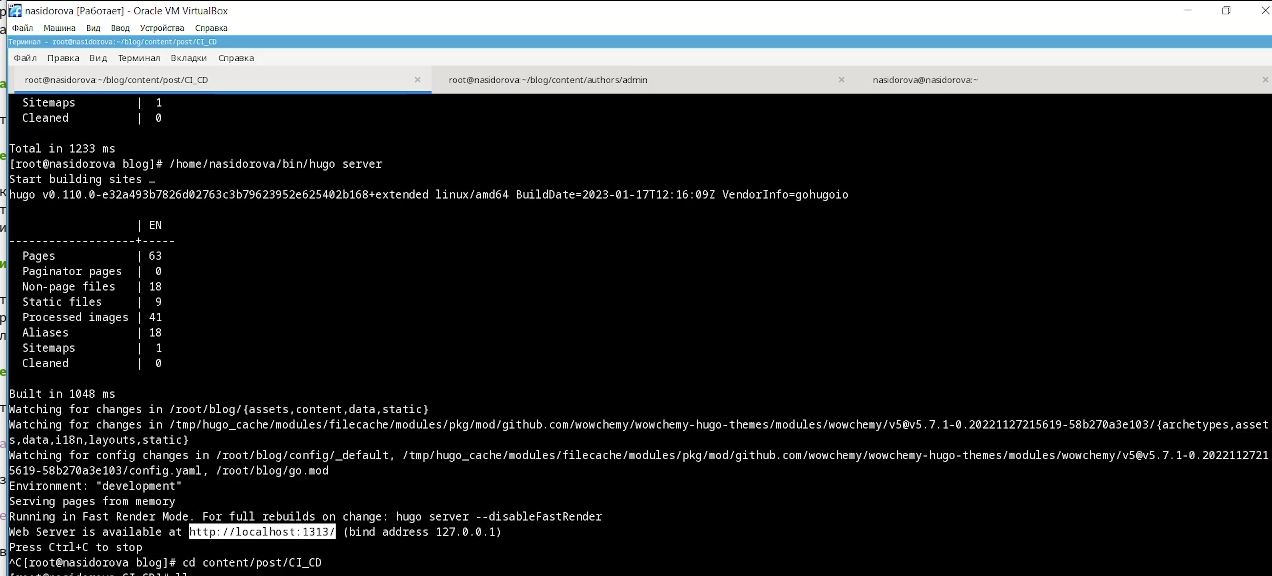 nasidorova [Работает] - Oracle VM VirtualBox
Файл Машина Вид Ввод Устройства Справка
Терминал - root@nasidorova:~/blog/content/post/CI_CD
Файл Правка Вид Терминал Вкладки Справка
root@nasidorova:~/blog/content/post/CI_CD × root@nasidorova:~/blog/content/authors/admin × nasidorova@nasidorova:~ ×
Sitemaps | 1
Cleaned | 0
Total in 1233 ms
[root@nasidorova blog]# /home/nasidorova/bin/hugo server
Start building sites …
hugo v0.110.0-e32a493b7826d02763c3b79623952e625402b168+extended linux/amd64 BuildDate=2023-01-17T12:16:09Z VendorInfo=gohugoio
| EN
-------------------+-----
Pages | 63
Paginator pages | 0
Non-page files | 18
Static files | 9
Processed images | 41
Aliases | 18
Sitemaps | 1
Cleaned | 0
Built in 1048 ms
Watching for changes in /root/blog/{assets,content,data,static}
Watching for changes in /tmp/hugo_cache/modules/filecache/modules/pkg/mod/github.com/wowchemy/wowchemy-hugo-themes/modules/wowchemy/v5@v5.7.1-0.20221127215619-58b270a3e103/{archetypes,asset
s,data,i18n,layouts,static}
Watching for config changes in /root/blog/config/_default, /tmp/hugo_cache/modules/filecache/modules/pkg/mod/github.com/wowchemy/wowchemy-hugo-themes/modules/wowchemy/v5@v5.7.1-0.2022112721
5619-58b270a3e103/config.yaml, /root/blog/go.mod
Environment: "development"
Serving pages from memory
Running in Fast Render Mode. For full rebuilds on change: hugo server --disableFastRender
Web Server is available at http://localhost:1313/ (bind address 127.0.0.1)
Press Ctrl+C to stop
^C[root@nasidorova blog]# cd content/post/CI_CD
[root@nasidorova CI_CD]# ll